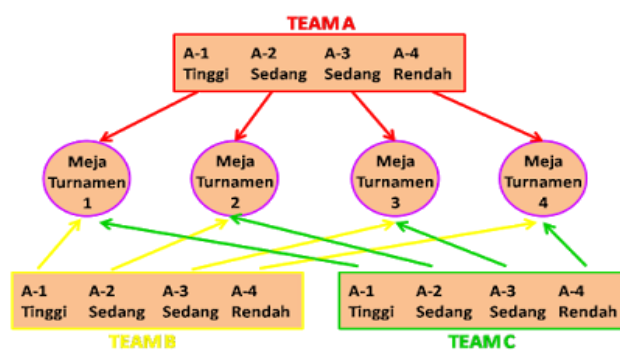 TEAM A
A-1 A-2 A-3 A-4
Tinggi Sedang Sedang Rendah
Meja Turnamen 1
Meja Turnamen 2
Meja Turnamen 3
Meja Turnamen 4
A-1 A-2 A-3 A-4
Tinggi Sedang Sedang Rendah
TEAM B
A-1 A-2 A-3 A-4
Tinggi Sedang Sedang Rendah
TEAM C